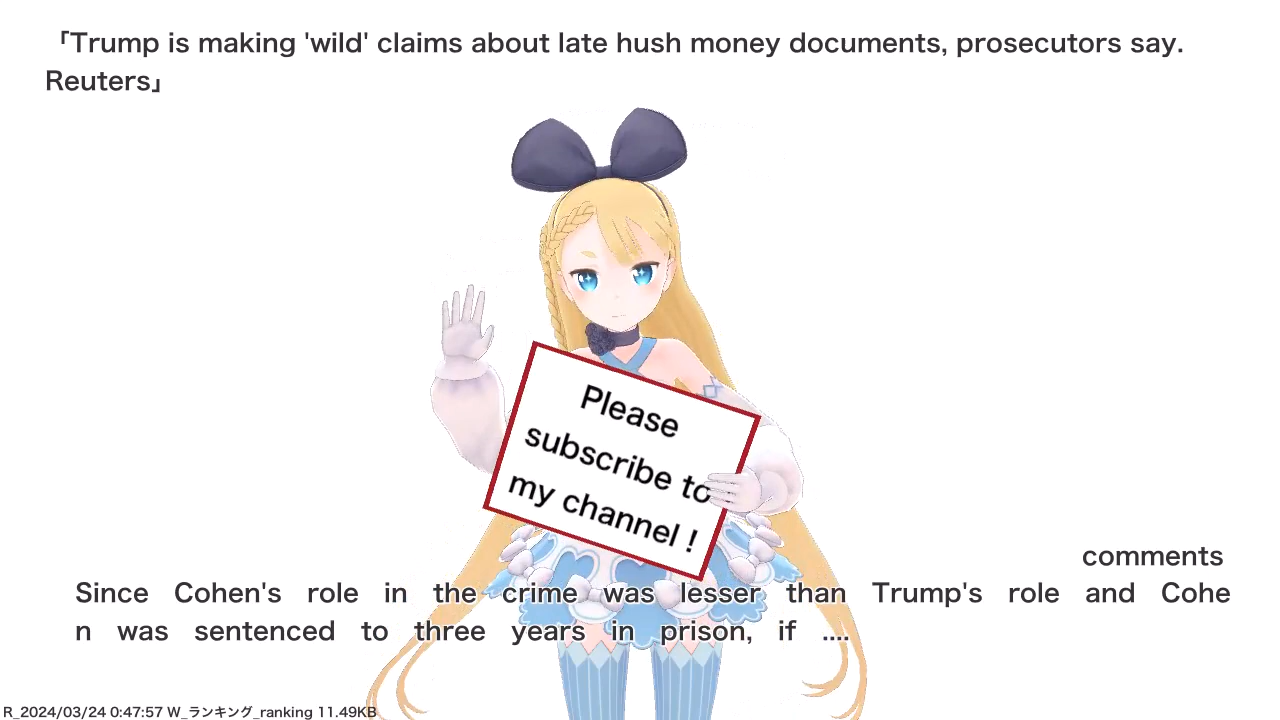 「Trump is making 'wild' claims about late hush money documents, prosecutors say.
Reuters」
Please
subscribe to
my channel !
comments
Since Cohen's role in the crime was lesser than Trump's role and Cohe
n was sentenced to three years in prison, if ....
R_2024/03/24 0:47:57 W_ランキング_ranking 11.49KB